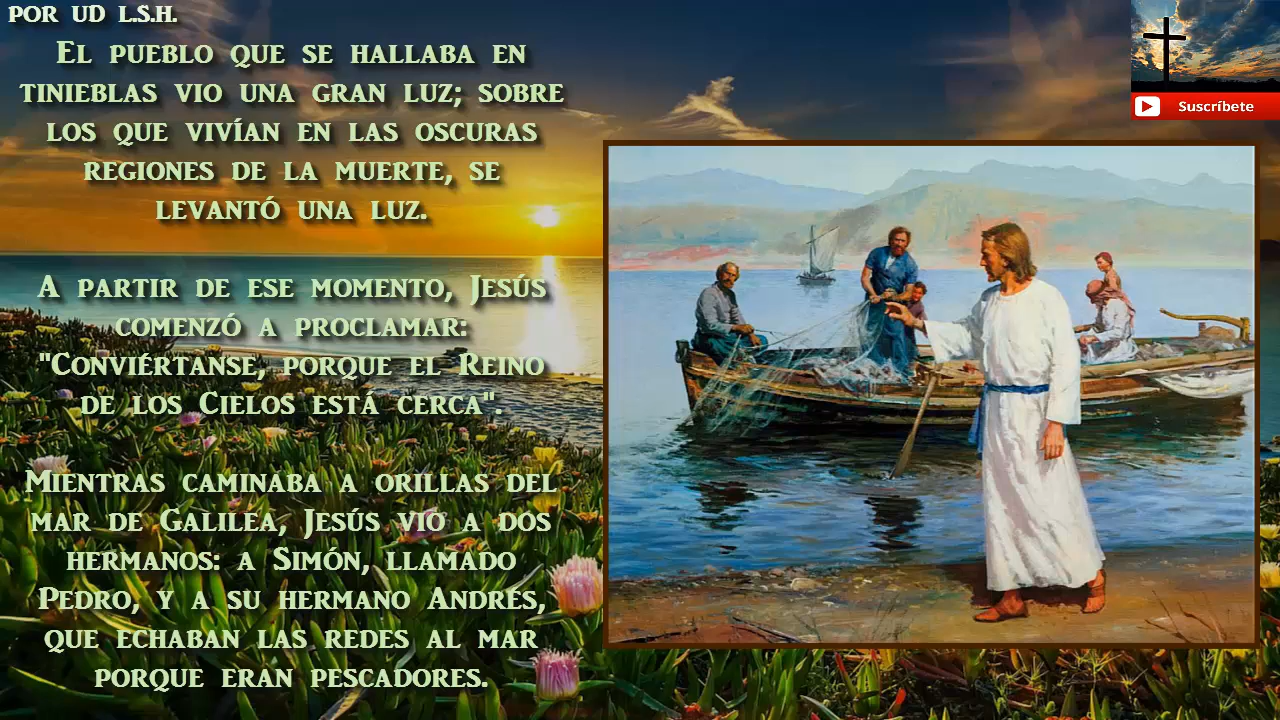 POR UD L.S.H.
El pueblo que se hallaba en
tinieblas vio una gran luz; sobre
los que vivían en las oscuras
regiones de la muerte, se
levantó una luz.
A partir de ese momento, Jesús
comenzó a proclamar:
"Conviértanse, porque el Reino
de los Cielos está cerca".
Mientras caminaba a orillas del
mar de Galilea, Jesús vio a dos
hermanos: a Simón, llamado
Pedro, y a su hermano Andrés,
que echaban las redes al mar
porque eran pescadores.
Suscríbete